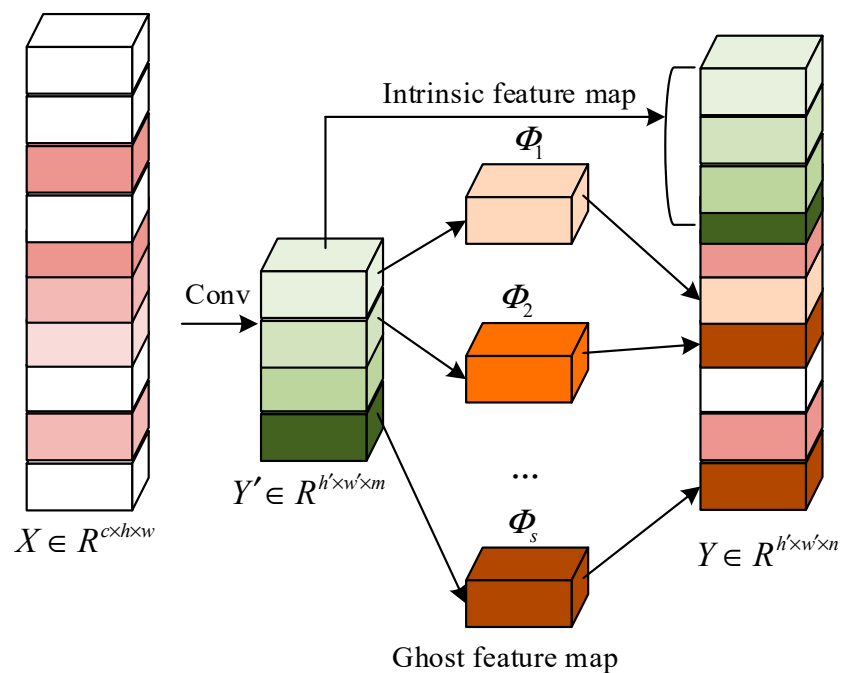 Intrinsic feature map
Φ₁
Conv
Φ₂
Y′ ∈ R^{h′×w′×m}
...
X ∈ R^{c×h×w}
Φₛ
Y ∈ R^{h′×w′×n}
Ghost feature map